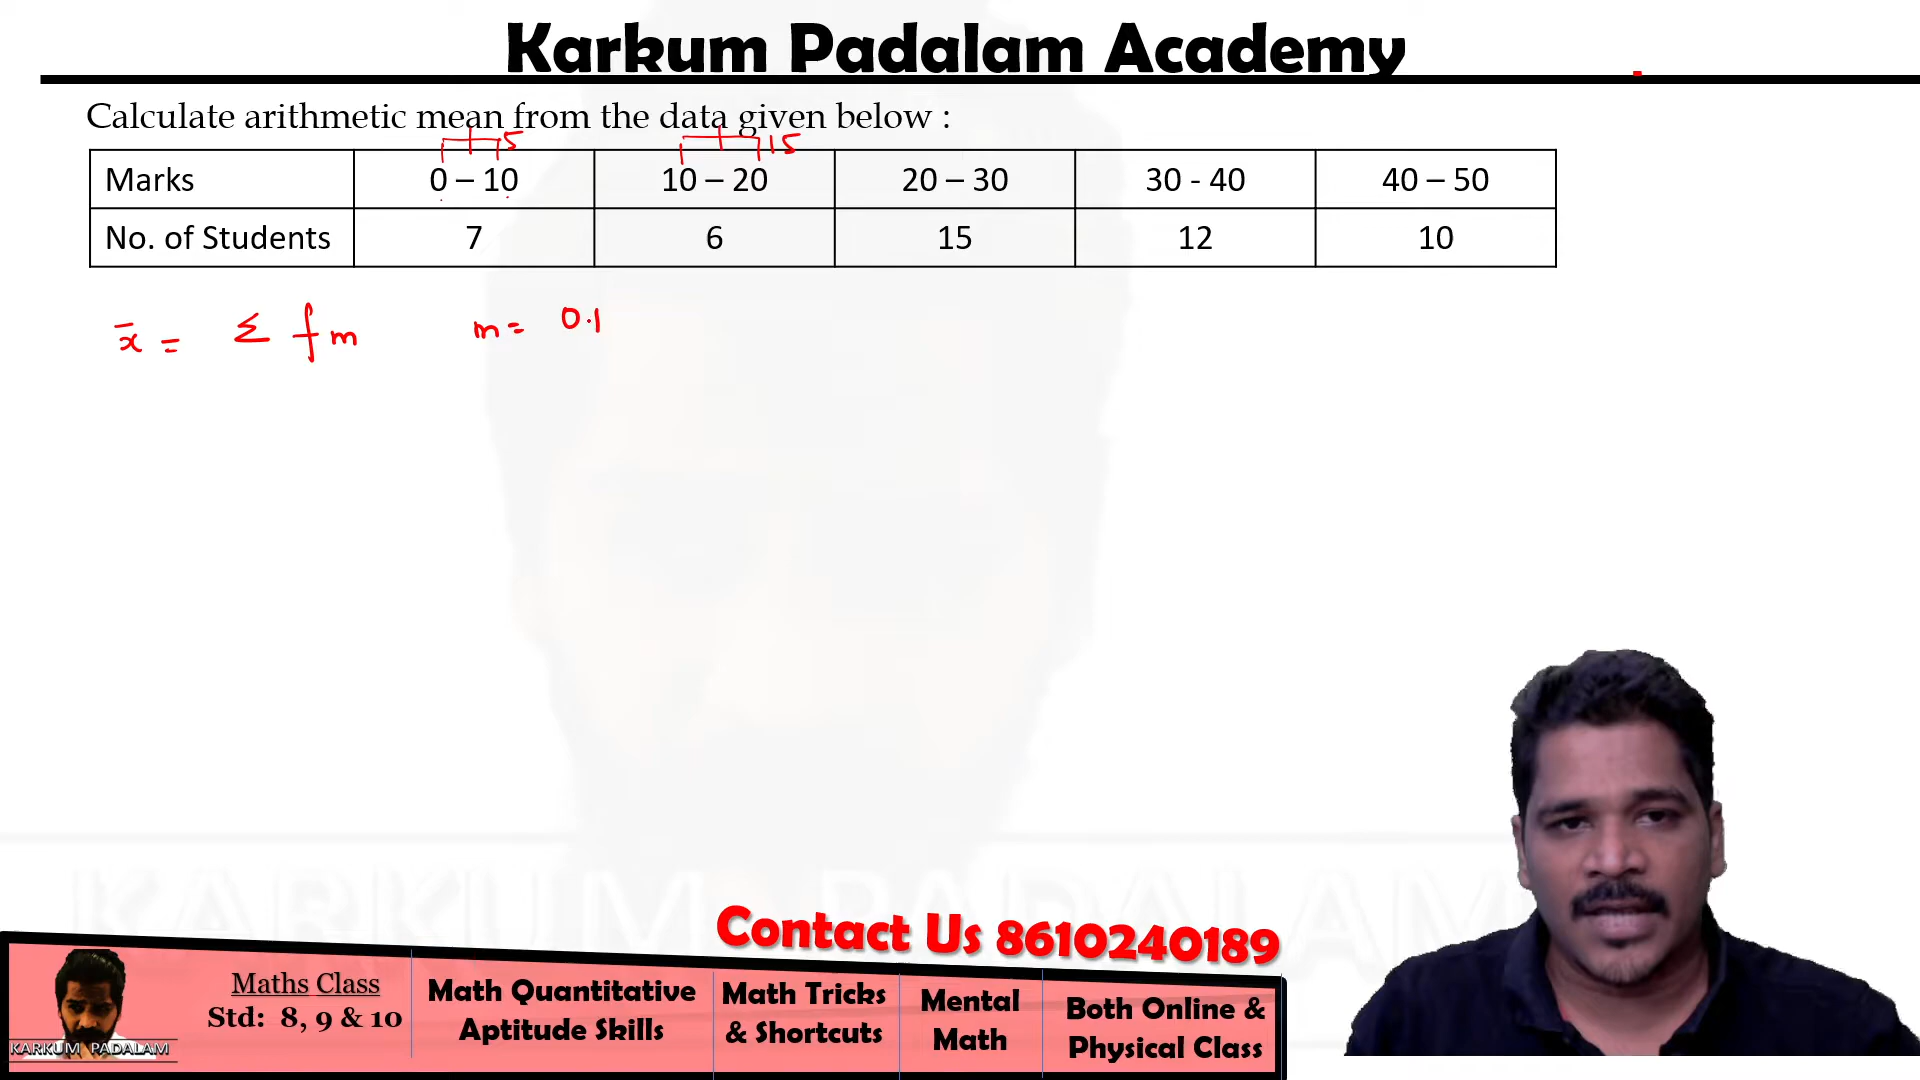 Karkum Padalam Academy
Calculate arithmetic mean from the data given below :
5 15
Marks 0 – 10 10 – 20 20 – 30 30 - 40 40 – 50
No. of Students 7 6 15 12 10
x̄ = Σ fm m = 0.1
KARKUM PADALAM
Contact Us 8610240189
KARKUM PADALAM
Maths Class
Std: 8, 9 & 10
Math Quantitative
Aptitude Skills
Math Tricks
& Shortcuts
Mental
Math
Both Online &
Physical Class